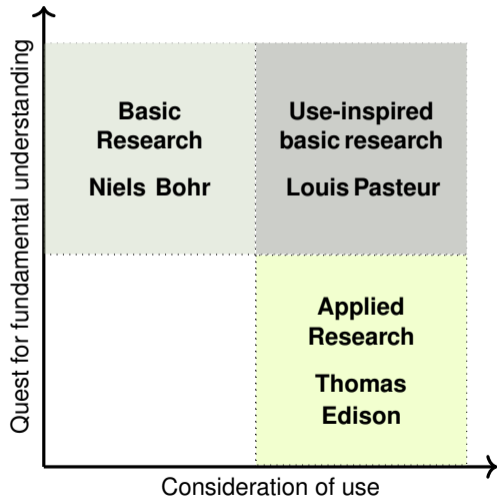 Quest for fundamental understanding
Basic
Research
Niels Bohr
Use-inspired
basic research
Louis Pasteur
Applied
Research
Thomas
Edison
Consideration of use